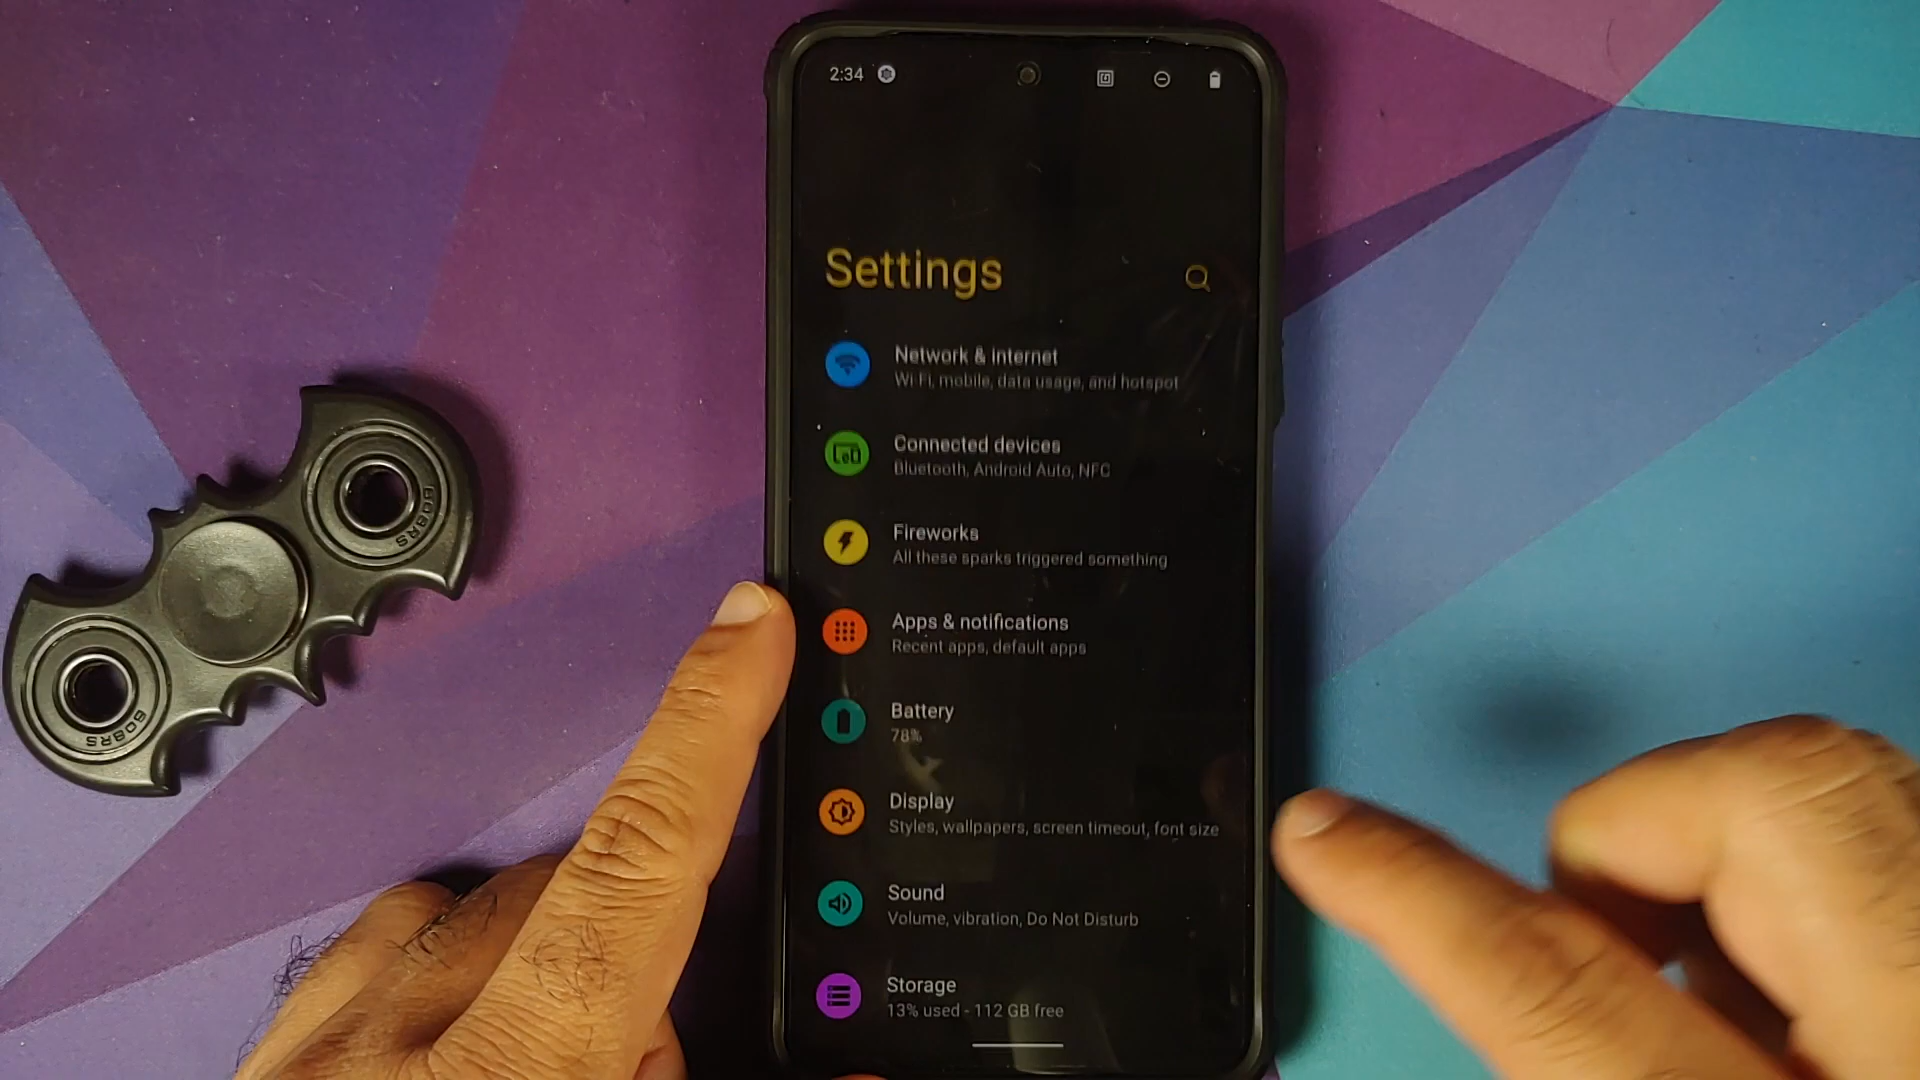 2:34
Settings
Network & internet
Wi-Fi, mobile, data usage, and hotspot
Connected devices
Bluetooth, Android Auto, NFC
Fireworks
All these sparks triggered something
Apps & notifications
Recent apps, default apps
Battery
78%
Display
Styles, wallpapers, screen timeout, font size
Sound
Volume, vibration, Do Not Disturb
Storage
13% used - 112 GB free
608RS
608RS